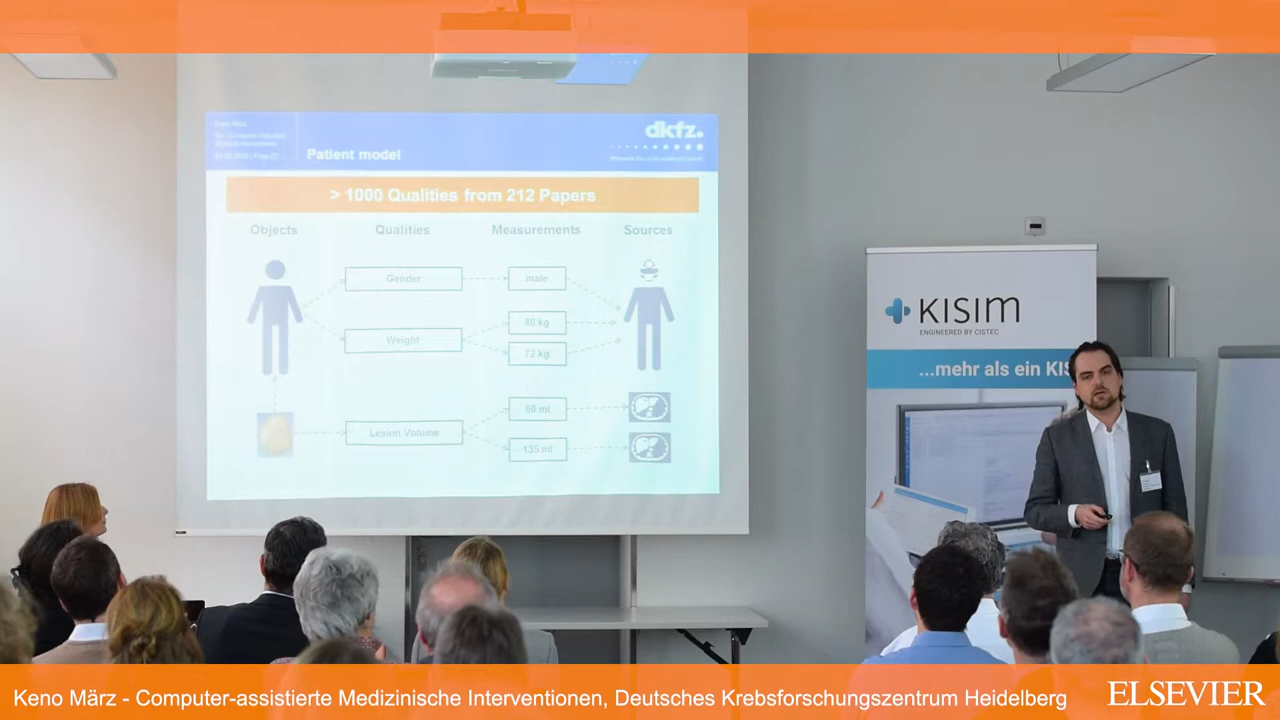 dkfz.
Patient model
> 1000 Qualities from 212 Papers
Objects Qualities Measurements Sources
Gender male
80 kg
Weight
72 kg
60 ml
Lesion Volume
135 ml
KISIM
ENGINEERED BY CISTEC
...mehr als ein KIS
Keno März - Computer-assistierte Medizinische Interventionen, Deutsches Krebsforschungszentrum Heidelberg
ELSEVIER